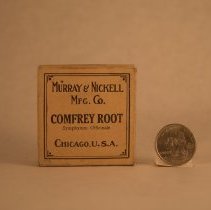 MURRAY & NICKELL
MFG. CO.
COMFREY ROOT
Symphytum Officinale
CHICAGO, U.S.A.